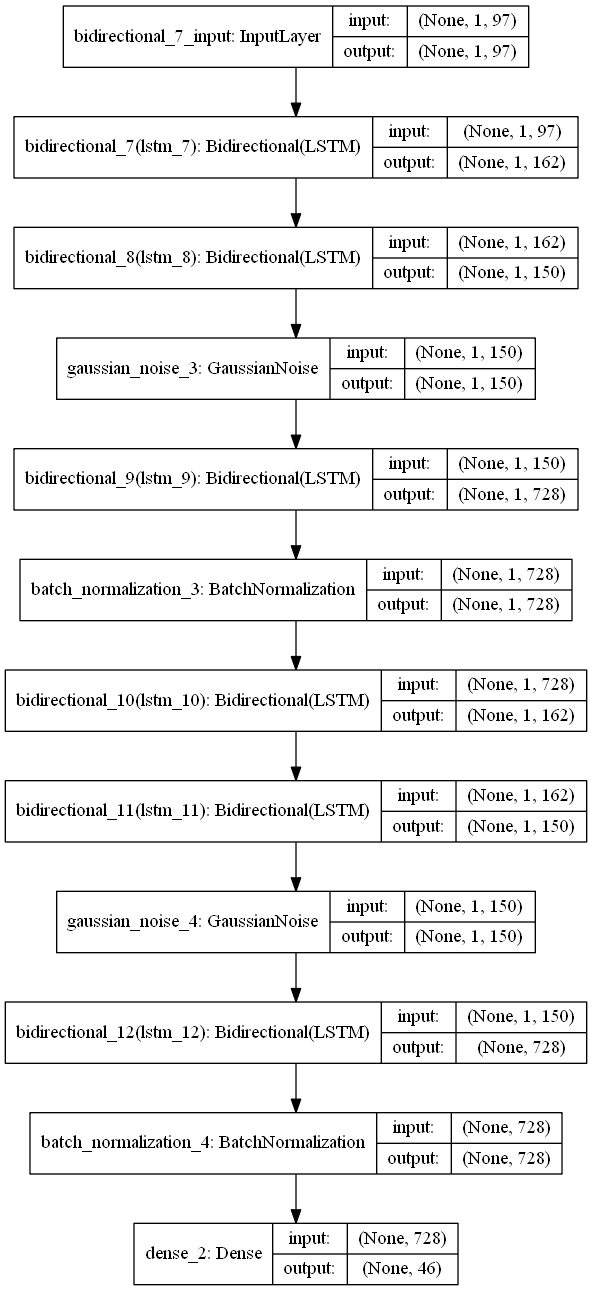 bidirectional_7_input: InputLayer
input: (None, 1, 97)
output: (None, 1, 97)
bidirectional_7(lstm_7): Bidirectional(LSTM)
input: (None, 1, 97)
output: (None, 1, 162)
bidirectional_8(lstm_8): Bidirectional(LSTM)
input: (None, 1, 162)
output: (None, 1, 150)
gaussian_noise_3: GaussianNoise
input: (None, 1, 150)
output: (None, 1, 150)
bidirectional_9(lstm_9): Bidirectional(LSTM)
input: (None, 1, 150)
output: (None, 1, 728)
batch_normalization_3: BatchNormalization
input: (None, 1, 728)
output: (None, 1, 728)
bidirectional_10(lstm_10): Bidirectional(LSTM)
input: (None, 1, 728)
output: (None, 1, 162)
bidirectional_11(lstm_11): Bidirectional(LSTM)
input: (None, 1, 162)
output: (None, 1, 150)
gaussian_noise_4: GaussianNoise
input: (None, 1, 150)
output: (None, 1, 150)
bidirectional_12(lstm_12): Bidirectional(LSTM)
input: (None, 1, 150)
output: (None, 728)
batch_normalization_4: BatchNormalization
input: (None, 728)
output: (None, 728)
dense_2: Dense
input: (None, 728)
output: (None, 46)